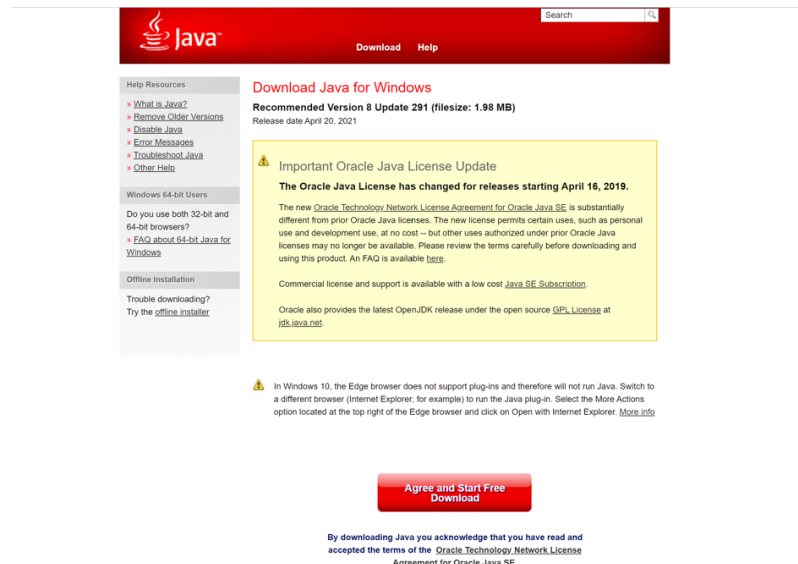 Search
Java™
Download Help
Help Resources
» What is Java?
» Remove Older Versions
» Disable Java
» Error Messages
» Troubleshoot Java
» Other Help
Windows 64-bit Users
Do you use both 32-bit and
64-bit browsers?
» FAQ about 64-bit Java for
Windows
Offline Installation
Trouble downloading?
Try the offline installer
Download Java for Windows
Recommended Version 8 Update 291 (filesize: 1.98 MB)
Release date April 20, 2021
Important Oracle Java License Update
The Oracle Java License has changed for releases starting April 16, 2019.
The new Oracle Technology Network License Agreement for Oracle Java SE is substantially
different from prior Oracle Java licenses. The new license permits certain uses, such as personal
use and development use, at no cost -- but other uses authorized under prior Oracle Java
licenses may no longer be available. Please review the terms carefully before downloading and
using this product. An FAQ is available here.
Commercial license and support is available with a low cost Java SE Subscription.
Oracle also provides the latest OpenJDK release under the open source GPL License at
jdk.java.net.
In Windows 10, the Edge browser does not support plug-ins and therefore will not run Java. Switch to
a different browser (Internet Explorer, for example) to run the Java plug-in. Select the More Actions
option located at the top right of the Edge browser and click on Open with Internet Explorer. More info
Agree and Start Free
Download
By downloading Java you acknowledge that you have read and
accepted the terms of the Oracle Technology Network License
Agreement for Oracle Java SE